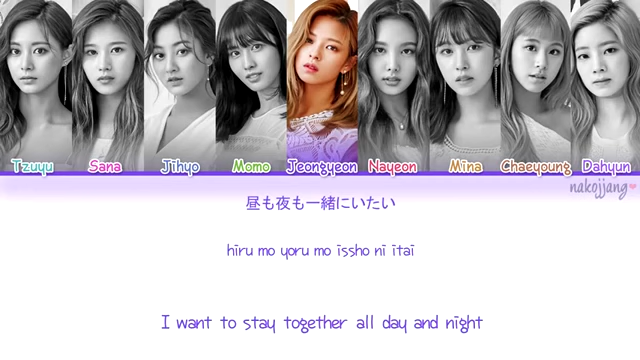 Tzuyu Sana Jihyo Momo Jeongyeon Nayeon Mina Chaeyoung Dahyun
nakojjang
昼も夜も一緒にいたい
hiru mo yoru mo issho ni itai
I want to stay together all day and night